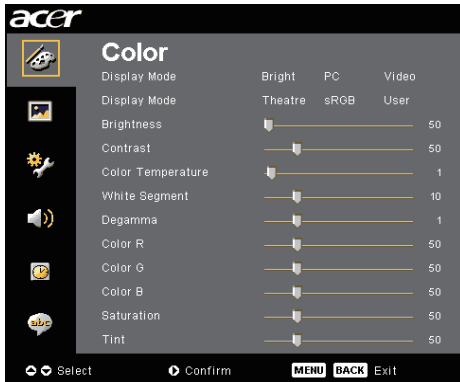 acer
Color
Display Mode Bright PC Video
Display Mode Theatre sRGB User
Brightness 50
Contrast 50
Color Temperature 1
White Segment 10
Degamma 1
Color R 50
Color G 50
Color B 50
Saturation 50
Tint 50
abc
Select Confirm MENU BACK Exit